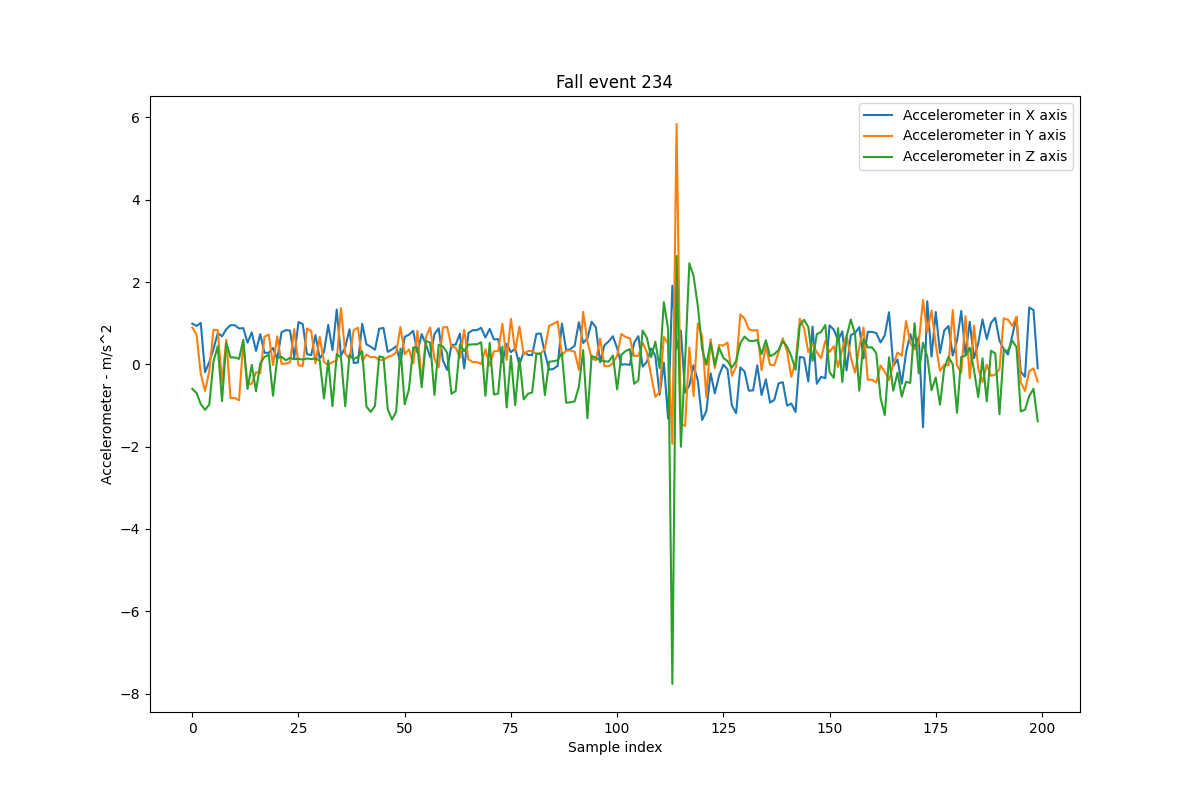 Fall event 234
Accelerometer in X axis
Accelerometer in Y axis
Accelerometer in Z axis
Accelerometer - m/s^2
6
4
2
0
−2
−4
−6
−8
0 25 50 75 100 125 150 175 200
Sample index